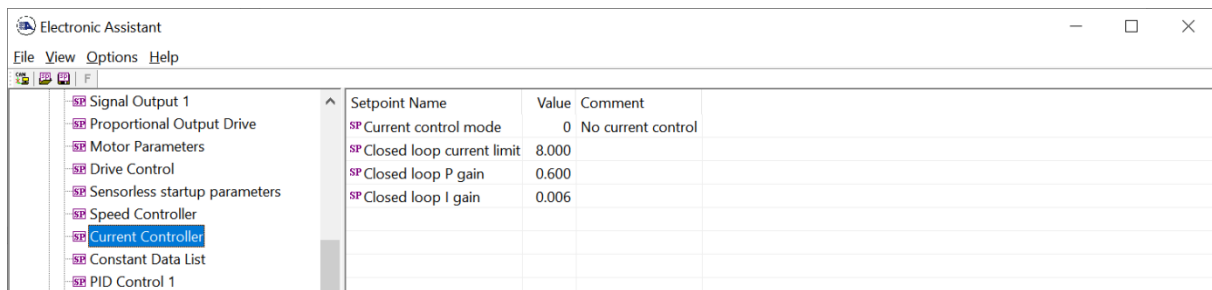 Electronic Assistant
File View Options Help
CAN F
SP Signal Output 1
SP Proportional Output Drive
SP Motor Parameters
SP Drive Control
SP Sensorless startup parameters
SP Speed Controller
SP Current Controller
SP Constant Data List
SP PID Control 1
Setpoint Name Value Comment
SP Current control mode 0 No current control
SP Closed loop current limit 8.000
SP Closed loop P gain 0.600
SP Closed loop I gain 0.006